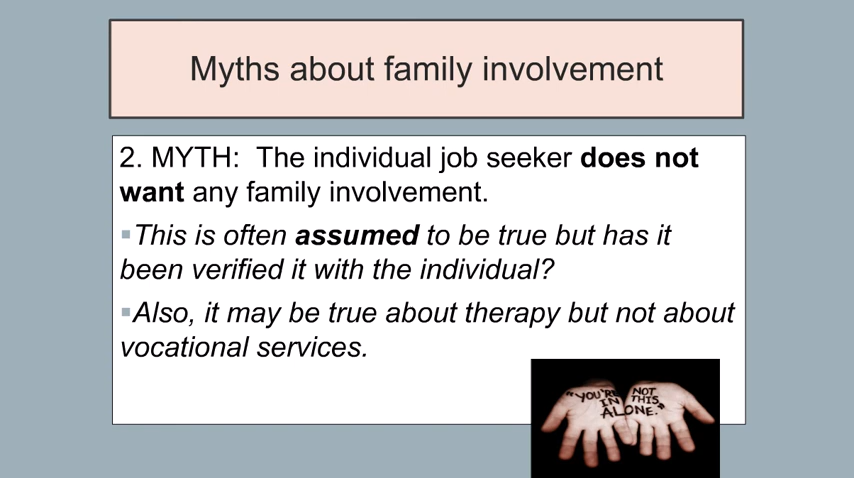 Myths about family involvement
2. MYTH:  The individual job seeker does not
want any family involvement.
▪This is often assumed to be true but has it
been verified it with the individual?
▪Also, it may be true about therapy but not about
vocational services.
"YOU'RE NOT
IN THIS
ALONE."